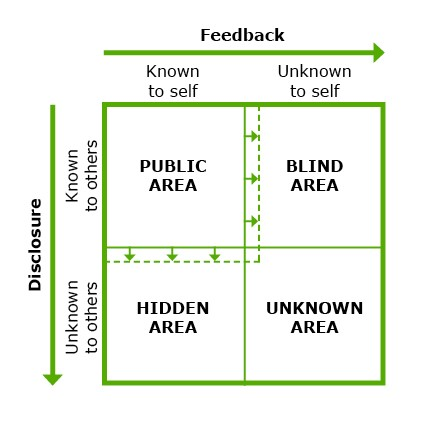 Feedback
Known
to self
Unknown
to self
Disclosure
Known
to others
PUBLIC
AREA
BLIND
AREA
Unknown
to others
HIDDEN
AREA
UNKNOWN
AREA